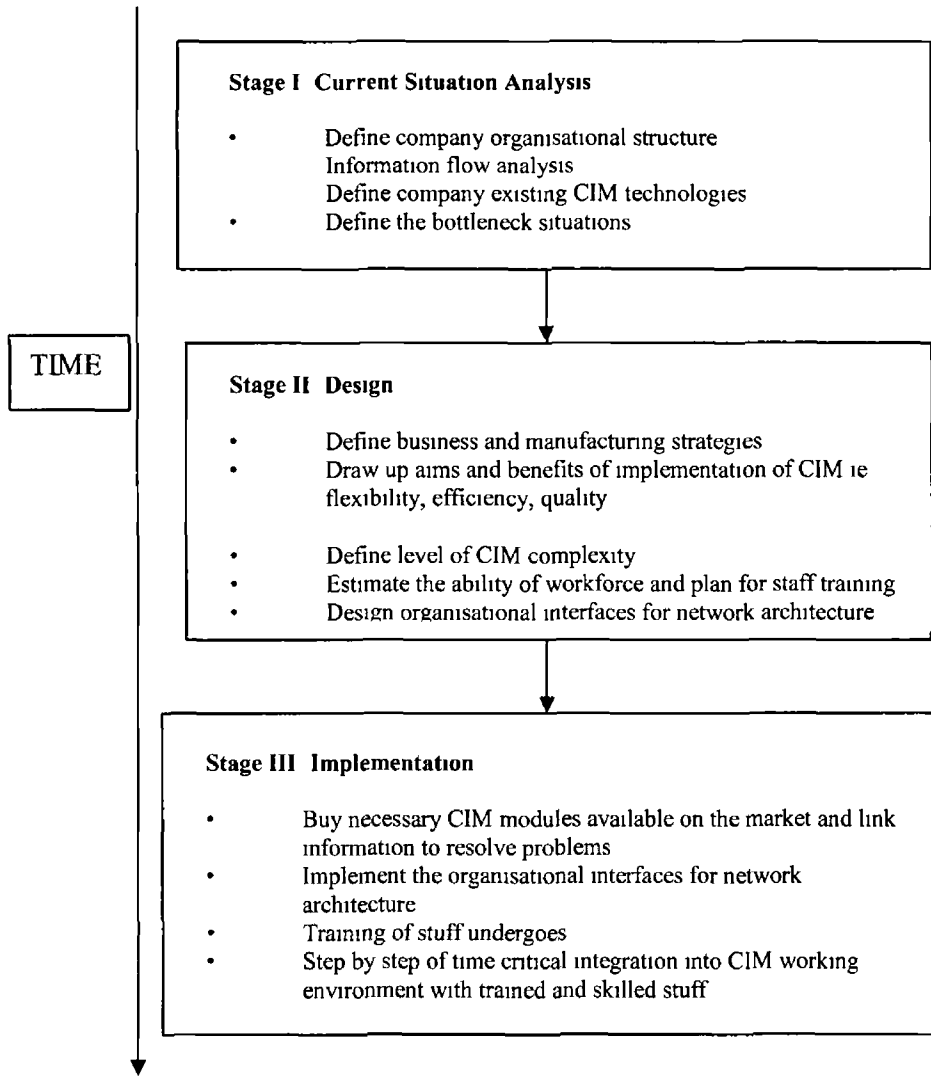 Stage I Current Situation Analysis
• Define company organisational structure
Information flow analysis
Define company existing CIM technologies
• Define the bottleneck situations
TIME
Stage II Design
• Define business and manufacturing strategies
• Draw up aims and benefits of implementation of CIM ie
flexibility, efficiency, quality
• Define level of CIM complexity
• Estimate the ability of workforce and plan for staff training
• Design organisational interfaces for network architecture
Stage III Implementation
• Buy necessary CIM modules available on the market and link
information to resolve problems
• Implement the organisational interfaces for network
architecture
• Training of stuff undergoes
• Step by step of time critical integration into CIM working
environment with trained and skilled stuff